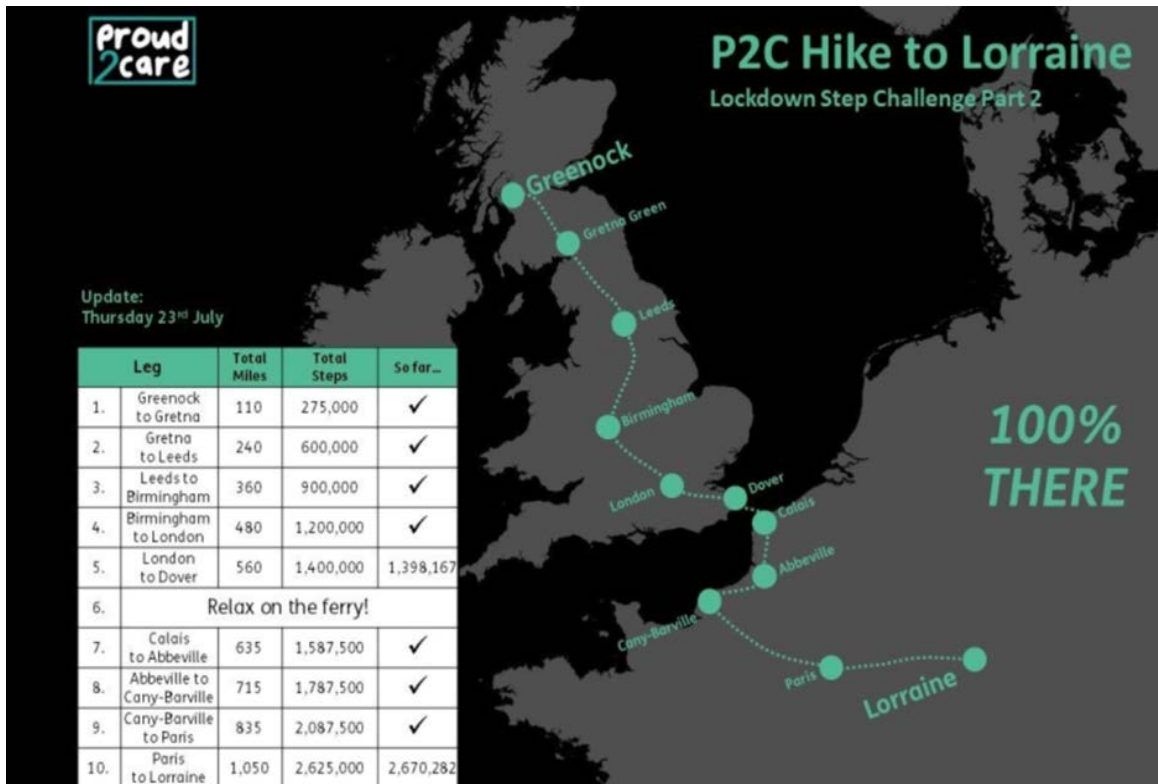 proud
2care
P2C Hike to Lorraine
Lockdown Step Challenge Part 2
Greenock
Gretna Green
Leeds
Birmingham
London
Dover
Calais
Abbeville
Cany-Barville
Paris
Lorraine
100%
THERE
Update:
Thursday 23rd July
Leg Total Miles Total Steps So far...
1. Greenock to Gretna 110 275,000 ✓
2. Gretna to Leeds 240 600,000 ✓
3. Leeds to Birmingham 360 900,000 ✓
4. Birmingham to London 480 1,200,000 ✓
5. London to Dover 560 1,400,000 1,398,167
6. Relax on the ferry!
7. Calais to Abbeville 635 1,587,500 ✓
8. Abbeville to Cany-Barville 715 1,787,500 ✓
9. Cany-Barville to Paris 835 2,087,500 ✓
10. Paris to Lorraine 1,050 2,625,000 2,670,282